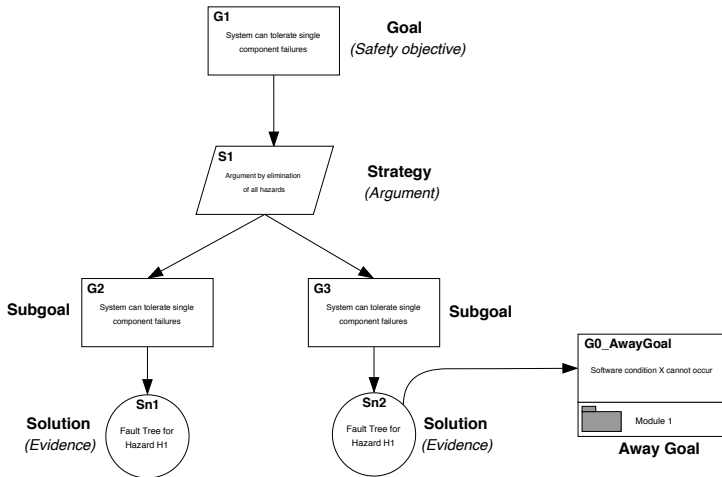 G1
System can tolerate single
component failures
Goal
(Safety objective)
S1
Argument by elimination
of all hazards
Strategy
(Argument)
G2
System can tolerate single
component failures
Subgoal
G3
System can tolerate single
component failures
Subgoal
G0_AwayGoal
Software condition X cannot occur
Module 1
Away Goal
Sn1
Fault Tree for
Hazard H1
Solution
(Evidence)
Sn2
Fault Tree for
Hazard H1
Solution
(Evidence)